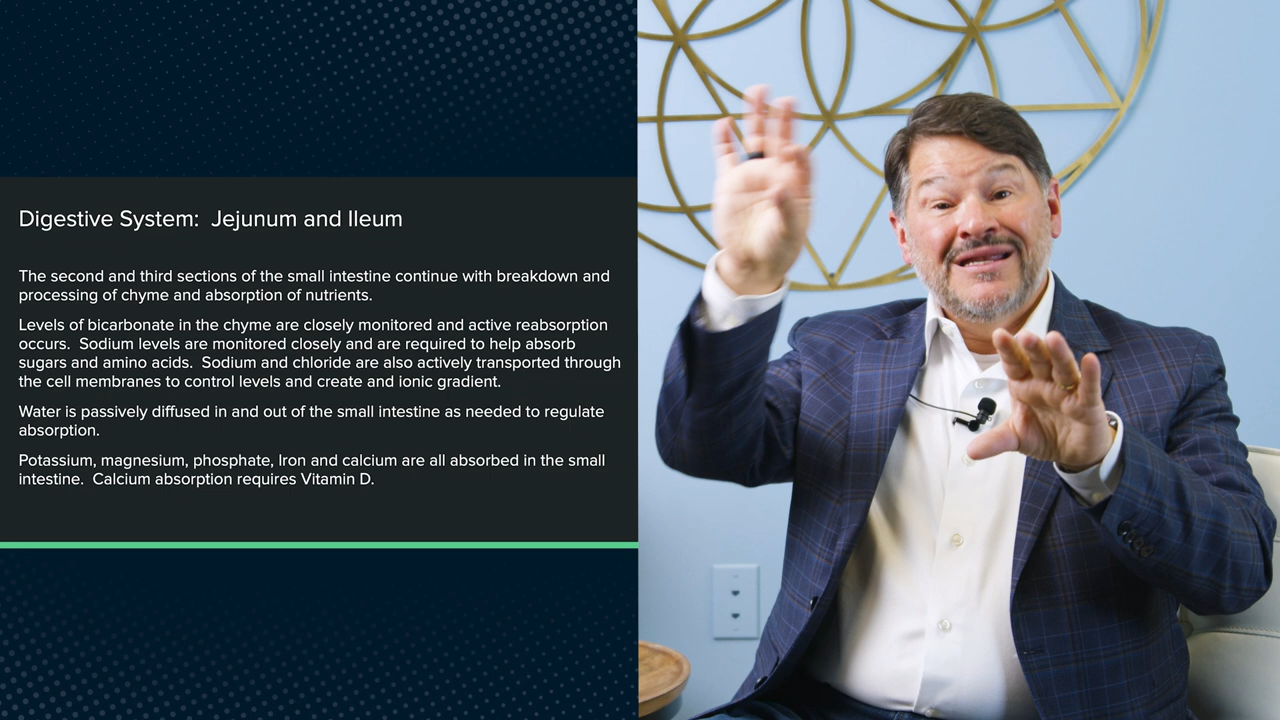 Digestive System:  Jejunum and Ileum
The second and third sections of the small intestine continue with breakdown and
processing of chyme and absorption of nutrients.
Levels of bicarbonate in the chyme are closely monitored and active reabsorption
occurs.  Sodium levels are monitored closely and are required to help absorb
sugars and amino acids.  Sodium and chloride are also actively transported through
the cell membranes to control levels and create and ionic gradient.
Water is passively diffused in and out of the small intestine as needed to regulate
absorption.
Potassium, magnesium, phosphate, Iron and calcium are all absorbed in the small
intestine.  Calcium absorption requires Vitamin D.